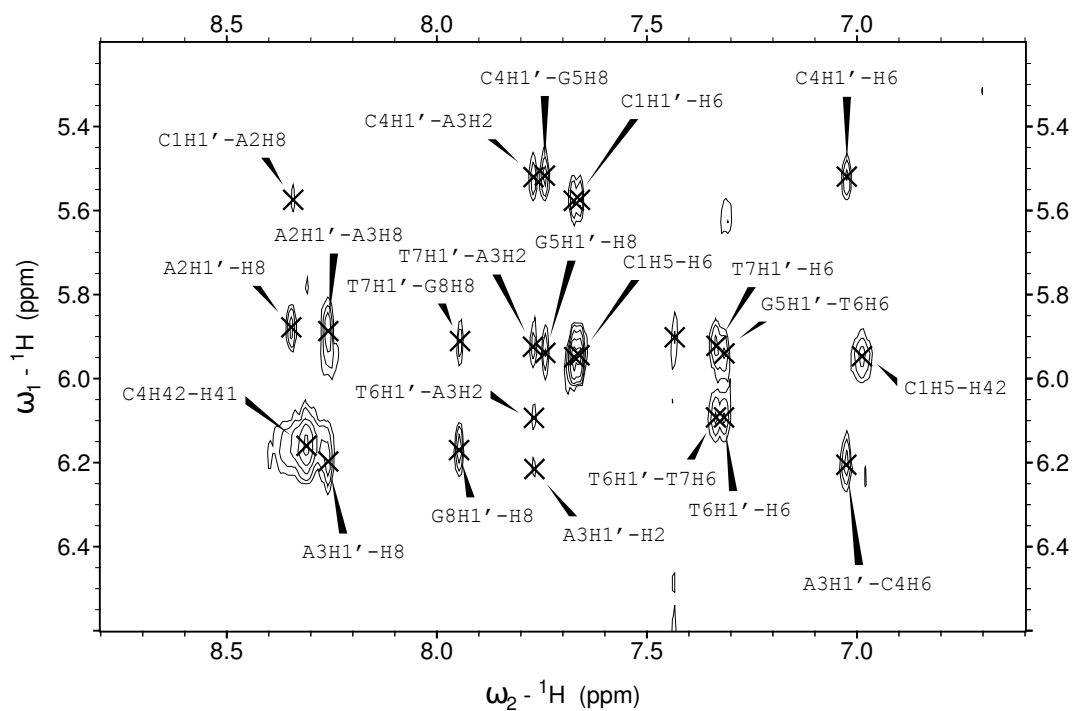 8.5 8.0 7.5 7.0
C4H1′-G5H8 C4H1′-H6
C1H1′-H6
C4H1′-A3H2
5.4 5.4
C1H1′-A2H8
5.6 5.6
A2H1′-A3H8 G5H1′-H8
T7H1′-A3H2 C1H5-H6
A2H1′-H8 T7H1′-H6
T7H1′-G8H8
5.8 5.8
G5H1′-T6H6
6.0 6.0
C4H42-H41 T6H1′-A3H2 C1H5-H42
6.2 6.2
T6H1′-T7H6
G8H1′-H8 T6H1′-H6
A3H1′-H2
6.4 6.4
A3H1′-H8
A3H1′-C4H6
8.5 8.0 7.5 7.0
ω₁ - ¹H (ppm)
ω₂ - ¹H (ppm)